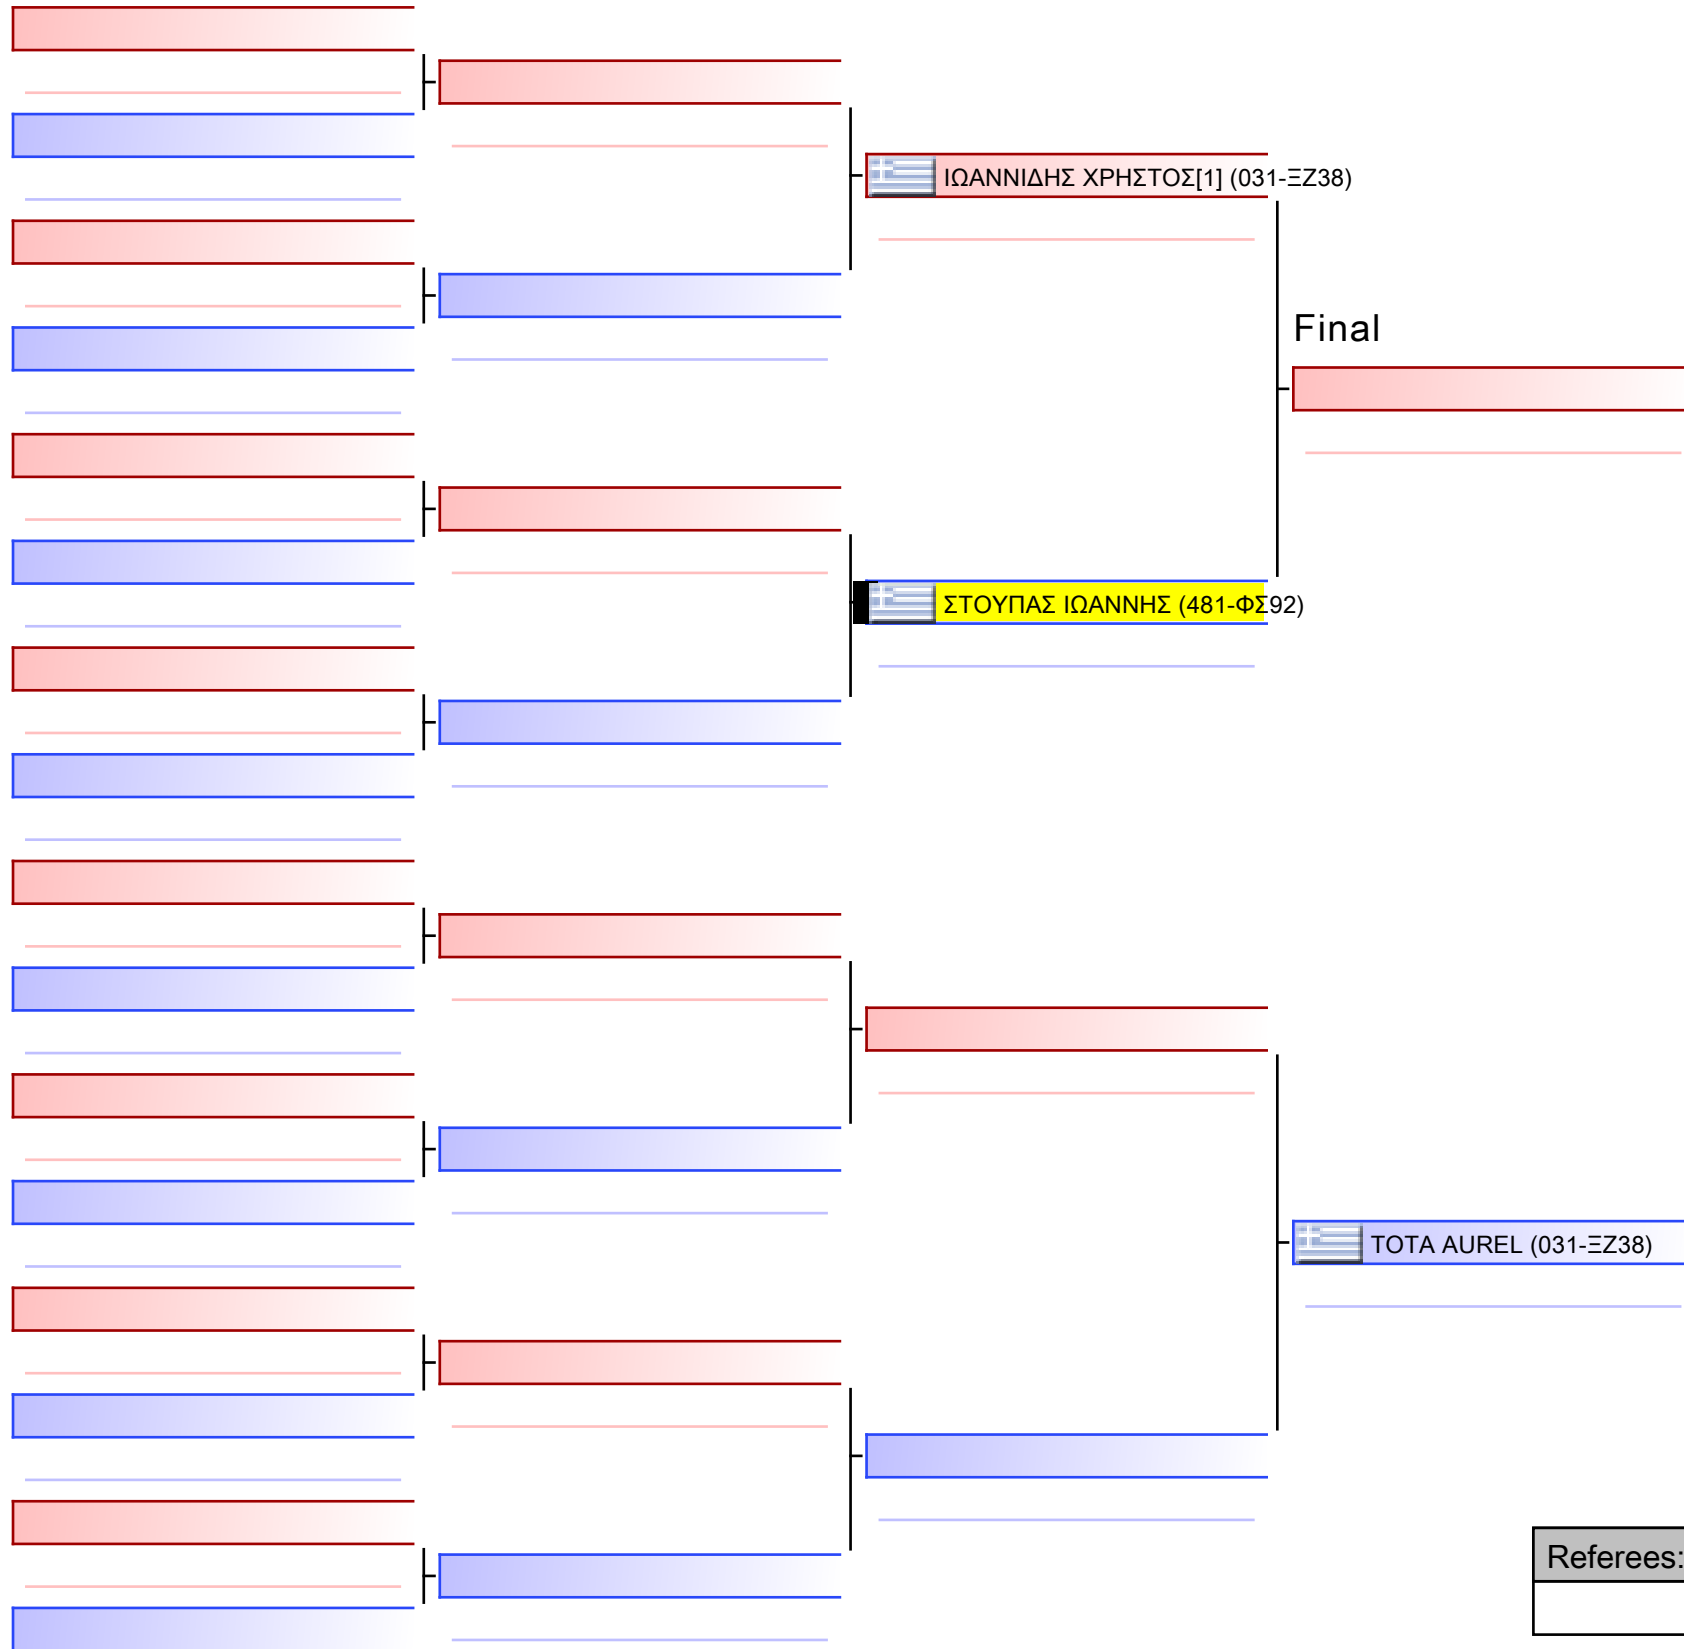 ΙΩΑΝΝΙΔΗΣ ΧΡΗΣΤΟΣ[1] (031-ΞΖ38)
Final
ΣΤΟΥΠΑΣ ΙΩΑΝΝΗΣ (481-ΦΣ92)
TOTA AUREL (031-ΞΖ38)
Referees: